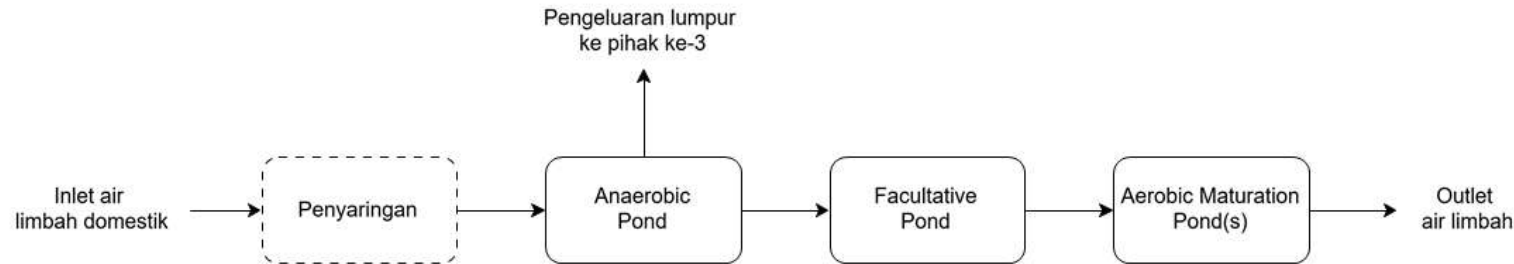 Pengeluaran lumpur
ke pihak ke-3
Inlet air
limbah domestik
Penyaringan
Anaerobic
Pond
Facultative
Pond
Aerobic Maturation
Pond(s)
Outlet
air limbah